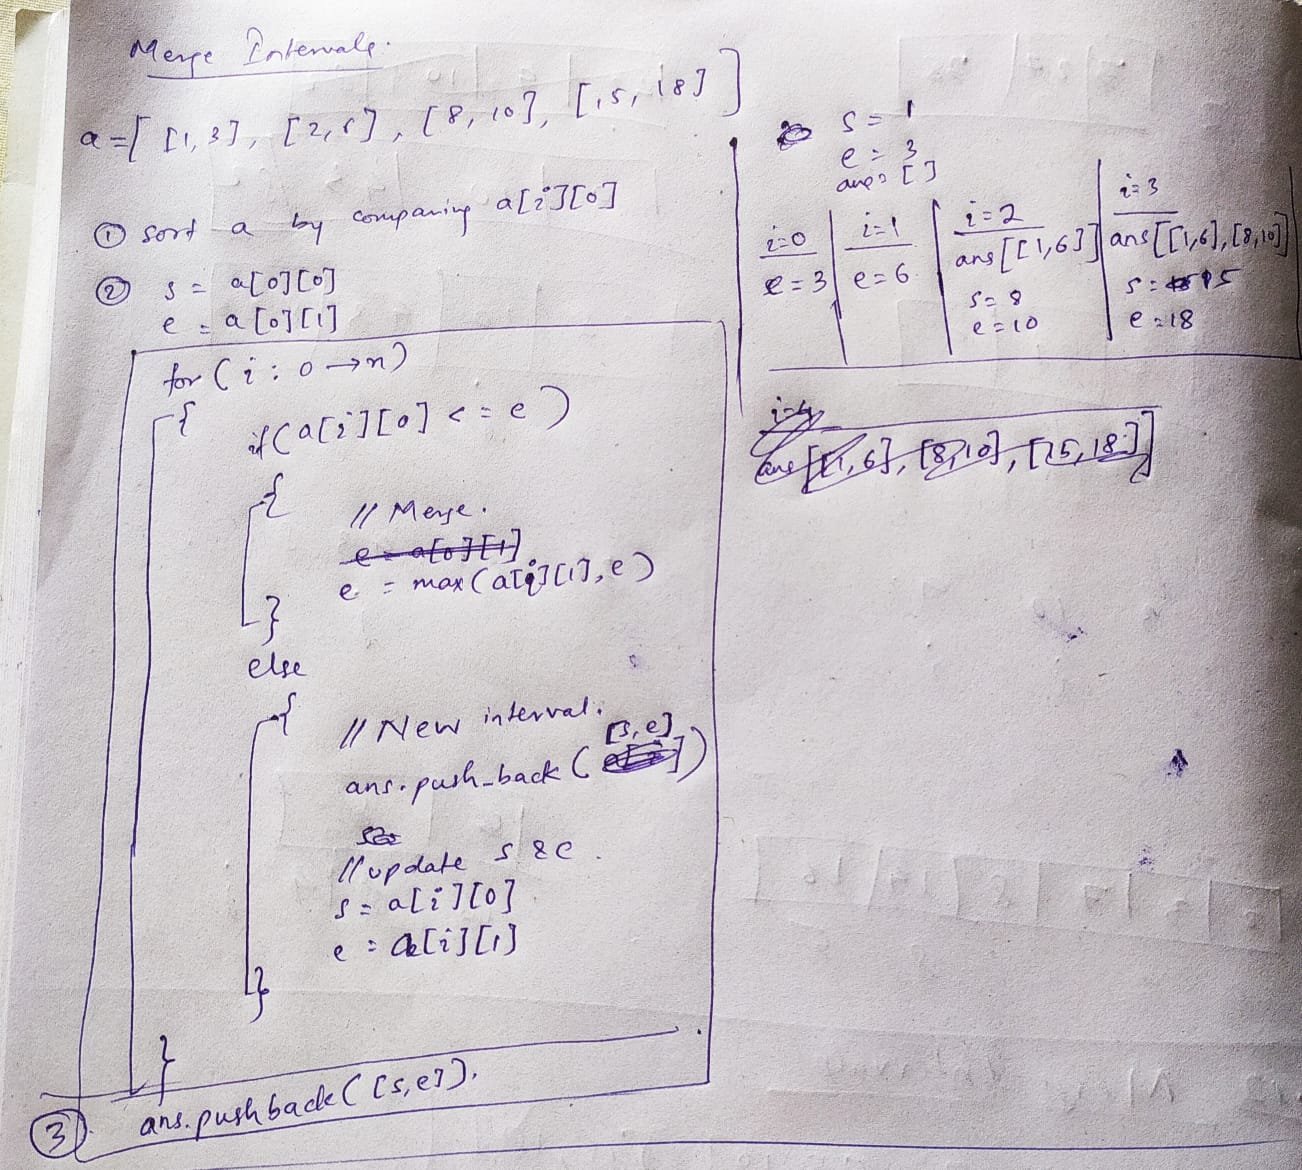 Merge Intervals.
a = [ [1,3], [2,6], [8,10], [15,18] ]
① sort a by comparing a[i][0]
② s = a[0][0]
e = a[0][1]
for (i : 0 → n)
{
if (a[i][0] <= e)
{
// Merge.
e = a[0][1]
e = max(a[i][1], e)
}
else
{
// New interval.
[s,e]
ans.push_back( ])
// update s & e.
s = a[i][0]
e = a[i][1]
}
}
③ ans.pushback([s,e]).
s = 1
e = 3
ans = [ ]
i=0
e = 3
i=1
e = 6
i=2
ans[[1,6]]
s = 8
e = 10
i=3
ans[[1,6],[8,10]]
s = 15
e = 18
i=4
ans[[1,6], [8,10], [15,18]]